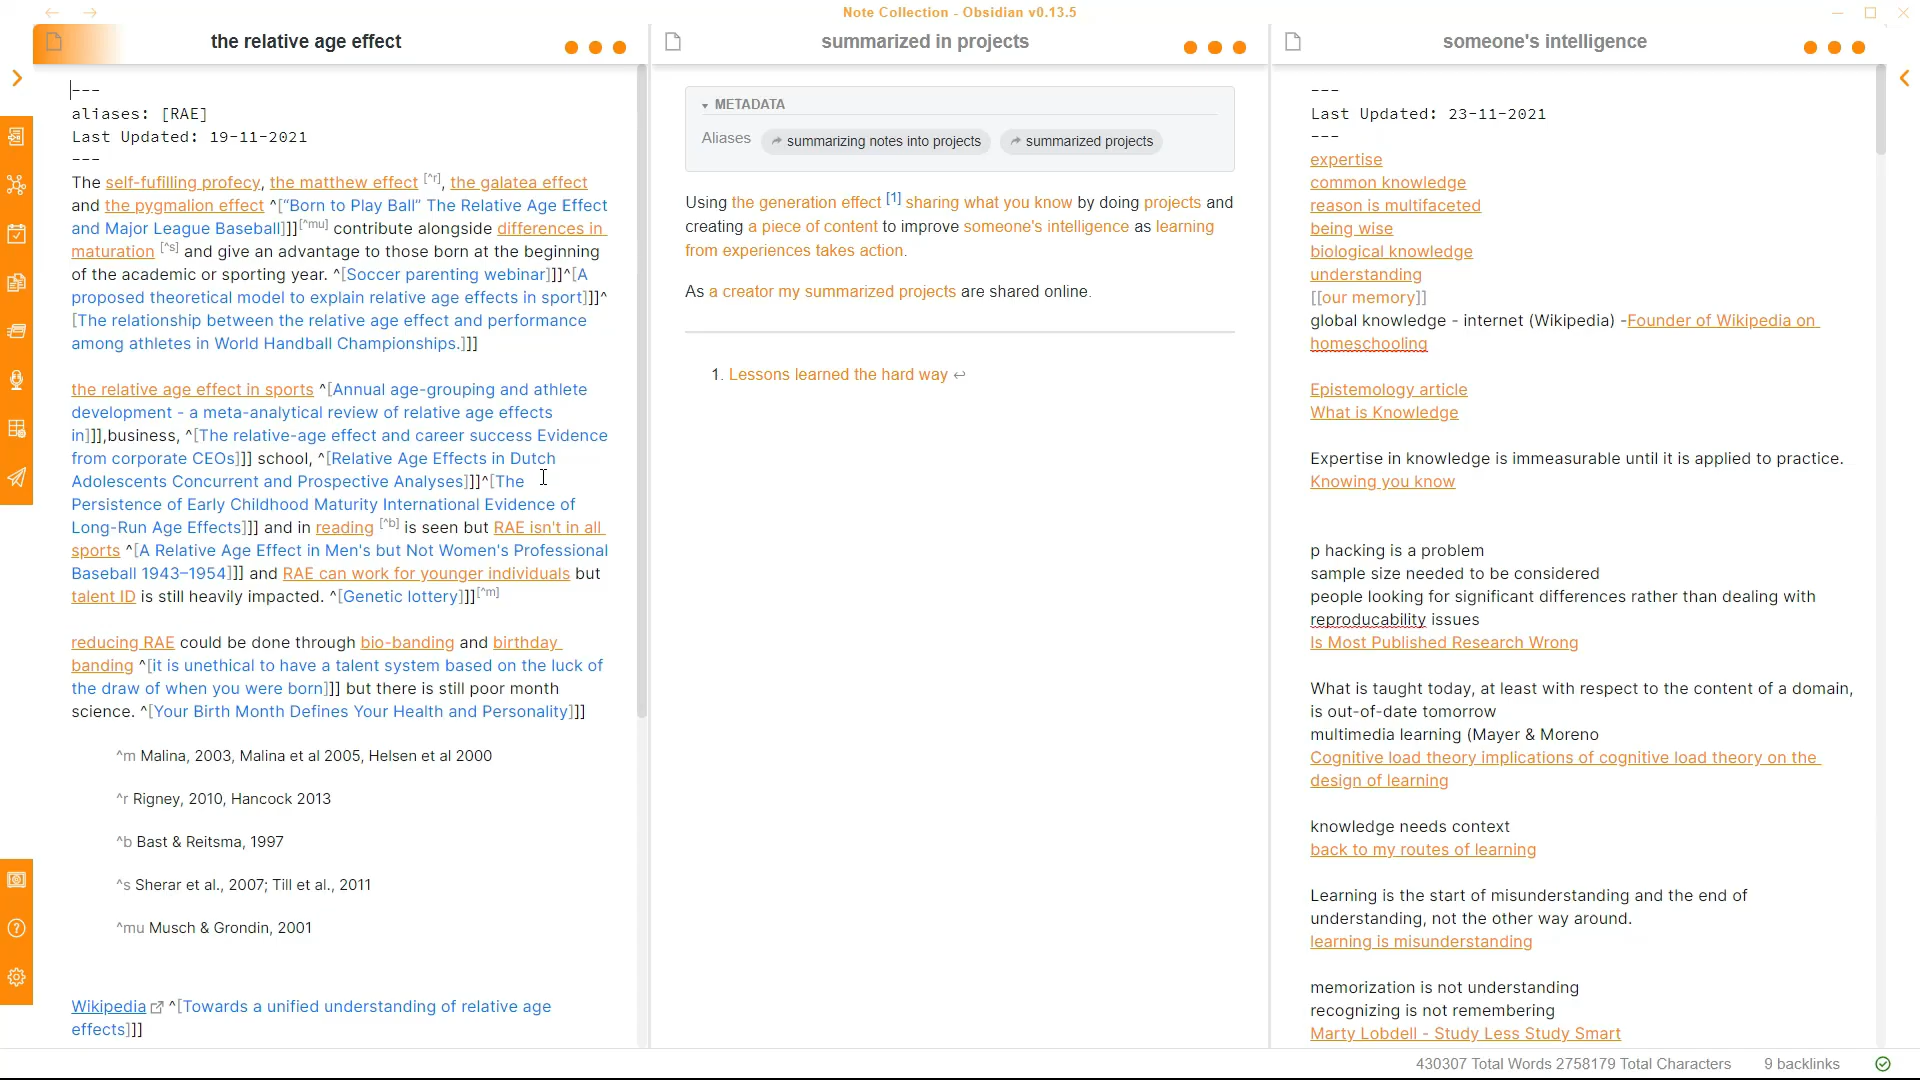 Note Collection - Obsidian v0.13.5
the relative age effect
---
aliases: [RAE]
Last Updated: 19-11-2021
---
The self-fufilling profecy, the matthew effect [^r], the galatea effect
and the pygmalion effect ^[“Born to Play Ball” The Relative Age Effect
and Major League Baseball]]][^mu] contribute alongside differences in
maturation [^s] and give an advantage to those born at the beginning
of the academic or sporting year. ^[Soccer parenting webinar]]]^[A
proposed theoretical model to explain relative age effects in sport]]]^
[The relationship between the relative age effect and performance
among athletes in World Handball Championships.]]]
the relative age effect in sports ^[Annual age-grouping and athlete
development - a meta-analytical review of relative age effects
in]]],business, ^[The relative-age effect and career success Evidence
from corporate CEOs]]] school, ^[Relative Age Effects in Dutch
Adolescents Concurrent and Prospective Analyses]]]^[The
Persistence of Early Childhood Maturity International Evidence of
Long-Run Age Effects]]] and in reading [^b] is seen but RAE isn't in all
sports ^[A Relative Age Effect in Men's but Not Women's Professional
Baseball 1943–1954]]] and RAE can work for younger individuals but
talent ID is still heavily impacted. ^[Genetic lottery]]][^m]
reducing RAE could be done through bio-banding and birthday
banding ^[it is unethical to have a talent system based on the luck of
the draw of when you were born]]] but there is still poor month
science. ^[Your Birth Month Defines Your Health and Personality]]]
^m Malina, 2003, Malina et al 2005, Helsen et al 2000
^r Rigney, 2010, Hancock 2013
^b Bast & Reitsma, 1997
^s Sherar et al., 2007; Till et al., 2011
^mu Musch & Grondin, 2001
Wikipedia ^[Towards a unified understanding of relative age
effects]]]
summarized in projects
METADATA
Aliases summarizing notes into projects summarized projects
Using the generation effect [1] sharing what you know by doing projects and
creating a piece of content to improve someone's intelligence as learning
from experiences takes action.
As a creator my summarized projects are shared online.
1. Lessons learned the hard way ↩
someone's intelligence
---
Last Updated: 23-11-2021
---
expertise
common knowledge
reason is multifaceted
being wise
biological knowledge
understanding
[[our memory]]
global knowledge - internet (Wikipedia) -Founder of Wikipedia on
homeschooling
Epistemology article
What is Knowledge
Expertise in knowledge is immeasurable until it is applied to practice.
Knowing you know
p hacking is a problem
sample size needed to be considered
people looking for significant differences rather than dealing with
reproducability issues
Is Most Published Research Wrong
What is taught today, at least with respect to the content of a domain,
is out-of-date tomorrow
multimedia learning (Mayer & Moreno
Cognitive load theory implications of cognitive load theory on the
design of learning
knowledge needs context
back to my routes of learning
Learning is the start of misunderstanding and the end of
understanding, not the other way around.
learning is misunderstanding
memorization is not understanding
recognizing is not remembering
Marty Lobdell - Study Less Study Smart
430307 Total Words 2758179 Total Characters 9 backlinks